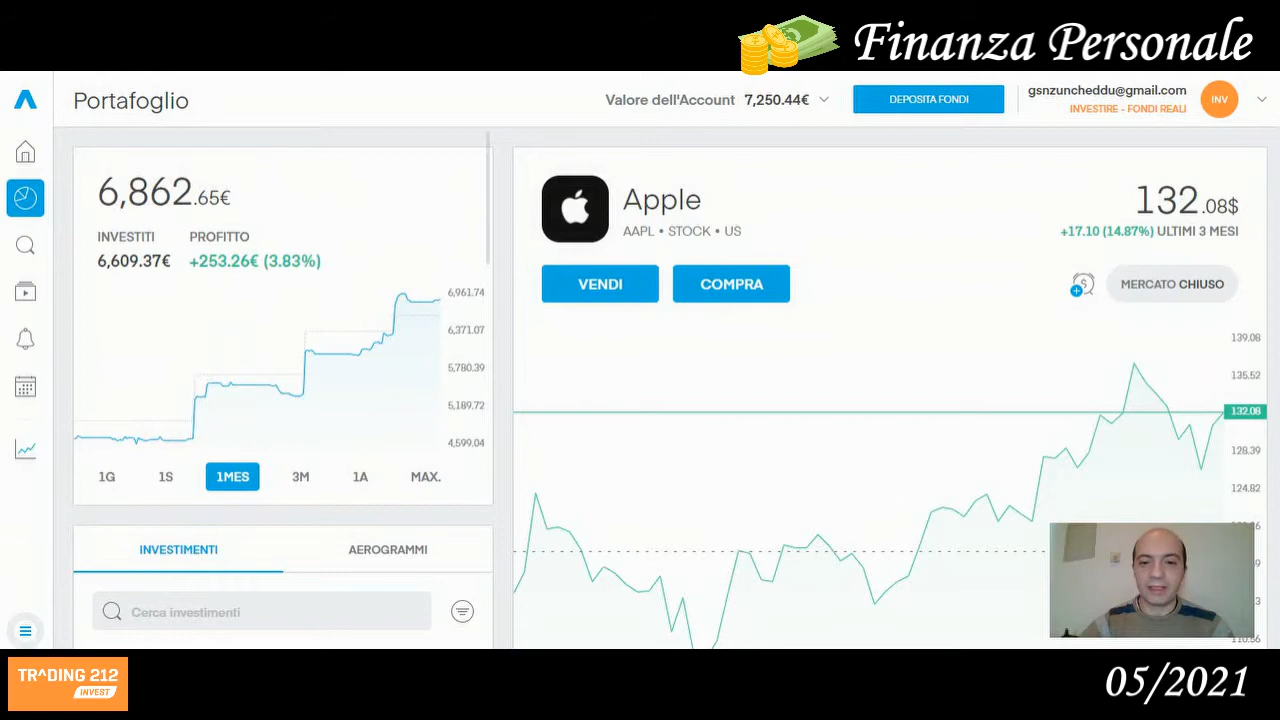 Finanza Personale
Portafoglio
Valore dell'Account 7,250.44€
DEPOSITA FONDI
gsnzuncheddu@gmail.com
INVESTIRE - FONDI REALI
INV
6,862.65€
INVESTITI PROFITTO
6,609.37€ +253.26€ (3.83%)
6,961.74
6,371.07
5,780.39
5,189.72
4,599.04
1G 1S 1MES 3M 1A MAX.
INVESTIMENTI AEROGRAMMI
Cerca investimenti
Apple
AAPL • STOCK • US
132.08$
+17.10 (14.87%) ULTIMI 3 MESI
VENDI COMPRA
MERCATO CHIUSO
139.08
135.52
132.08
128.39
124.82
110.56
TRADING 212
INVEST
05/2021